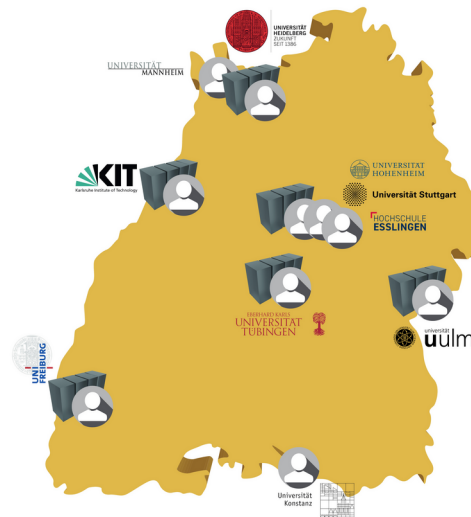 UNIVERSITÄT
HEIDELBERG
ZUKUNFT
SEIT 1386
UNIVERSITÄT
MANNHEIM
KIT
Karlsruhe Institute of Technology
UNIVERSITÄT
HOHENHEIM
Universität Stuttgart
HOCHSCHULE
ESSLINGEN
EBERHARD KARLS
UNIVERSITÄT
TÜBINGEN
universität
uulm
UNI
FREIBURG
Universität
Konstanz